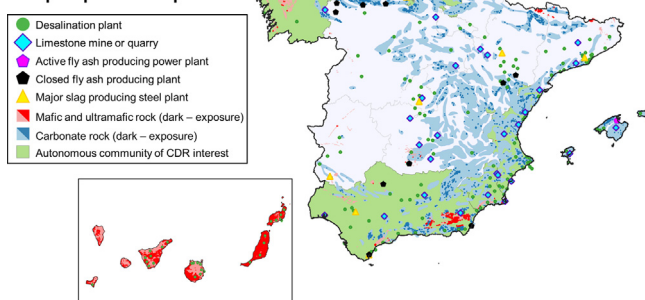 Desalination plant
Limestone mine or quarry
Active fly ash producing power plant
Closed fly ash producing plant
Major slag producing steel plant
Mafic and ultramafic rock (dark – exposure)
Carbonate rock (dark – exposure)
Autonomous community of CDR interest